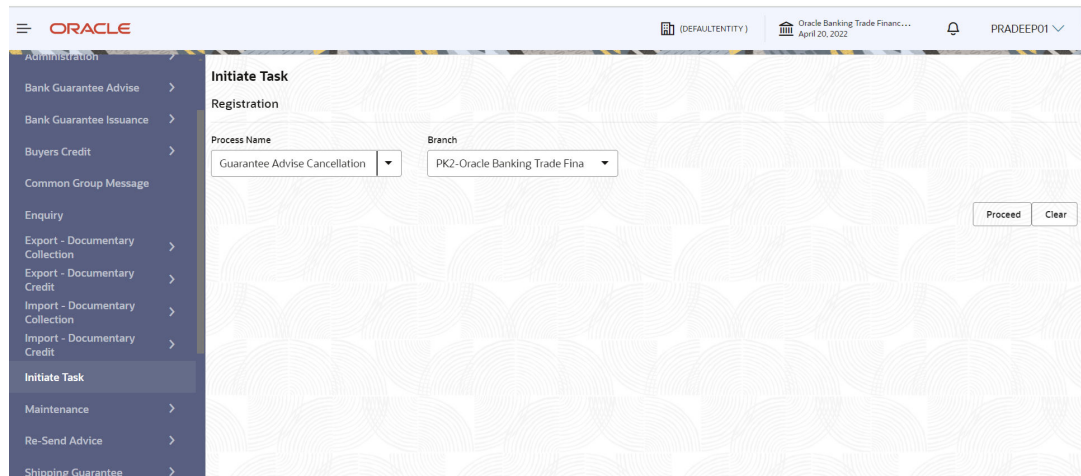 ORACLE
(DEFAULTENTITY)
Oracle Banking Trade Financ...
April 20, 2022
PRADEEP01
Administration
Bank Guarantee Advise
Bank Guarantee Issuance
Buyers Credit
Common Group Message
Enquiry
Export - Documentary
Collection
Export - Documentary
Credit
Import - Documentary
Collection
Import - Documentary
Credit
Initiate Task
Maintenance
Re-Send Advice
Shipping Guarantee
Initiate Task
Registration
Process Name
Branch
Guarantee Advise Cancellation
PK2-Oracle Banking Trade Fina
Proceed
Clear